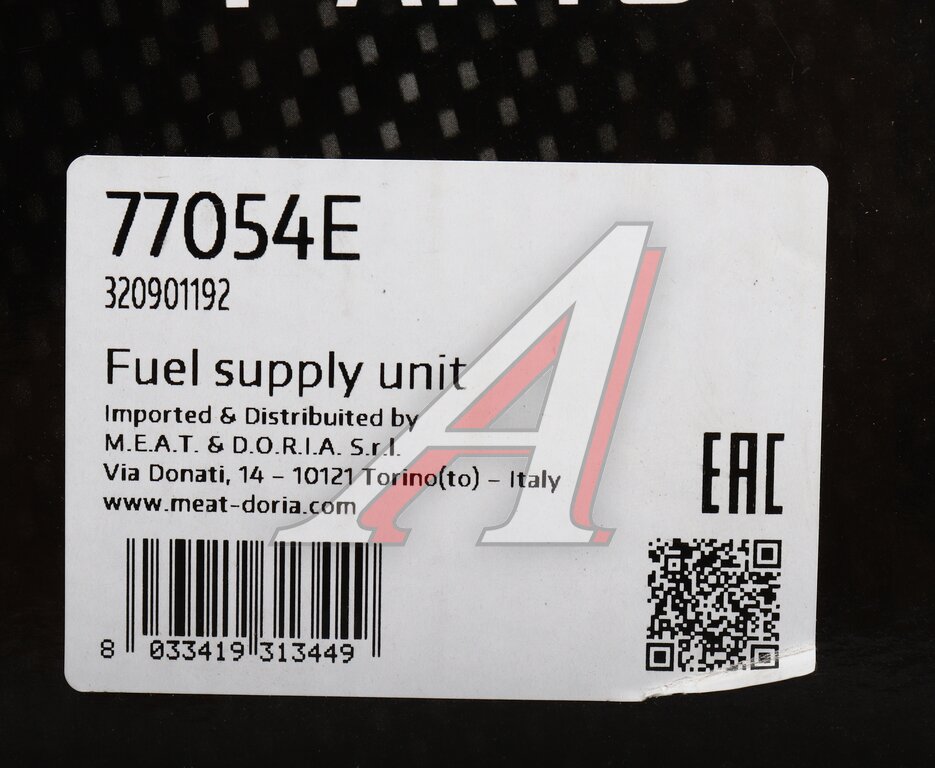 PARTS
77054E
320901192
Fuel supply unit
Imported & Distribuited by
M.E.A.T. & D.O.R.I.A. S.r.l.
Via Donati, 14 – 10121 Torino(to) – Italy
www.meat-doria.com
EAC
8 033419 313449
A